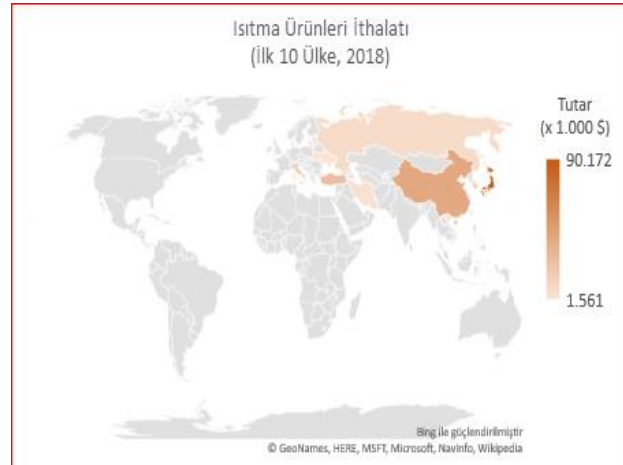 Isıtma Ürünleri İthalatı
(İlk 10 Ülke, 2018)
Tutar
(x 1.000 $)
90.172
1.561
Bing ile güçlendirilmiştir
© GeoNames, HERE, MSFT, Microsoft, NavInfo, Wikipedia